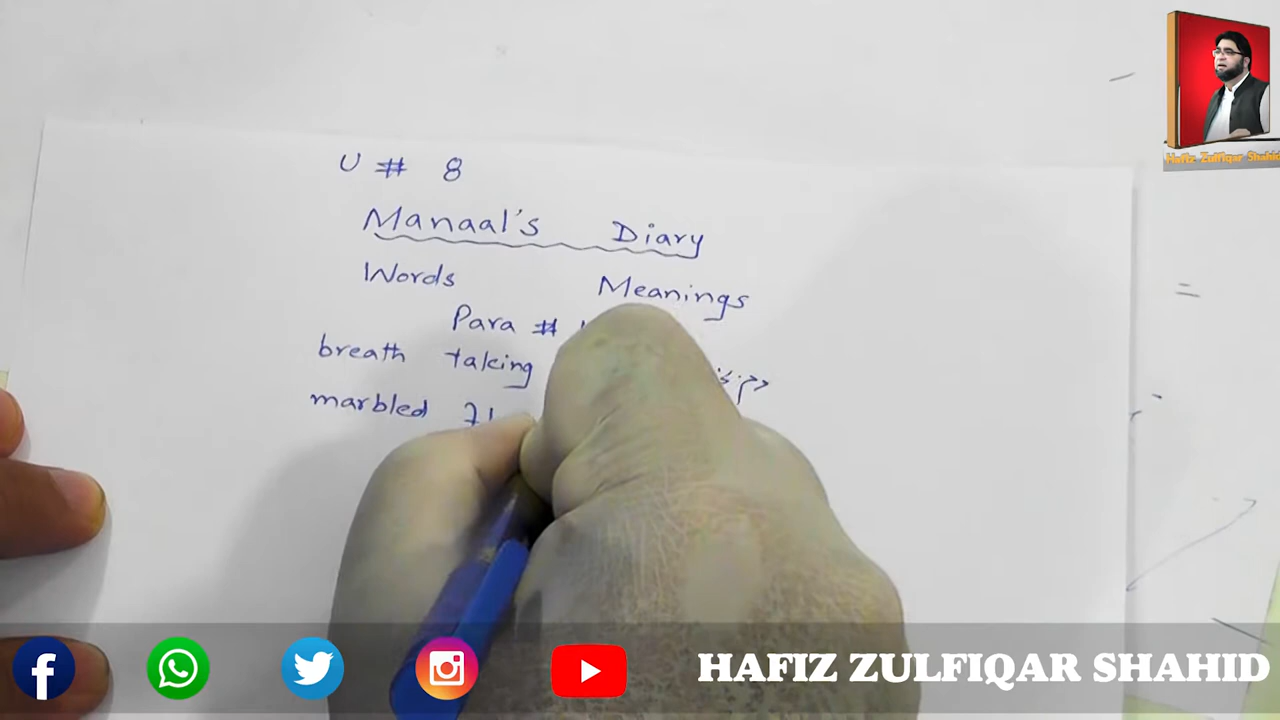 U # 8
Manaal's Diary
Words Meanings
Para #
breath taking
marbled
Hafiz Zulfiqar Shahid
HAFIZ ZULFIQAR SHAHID